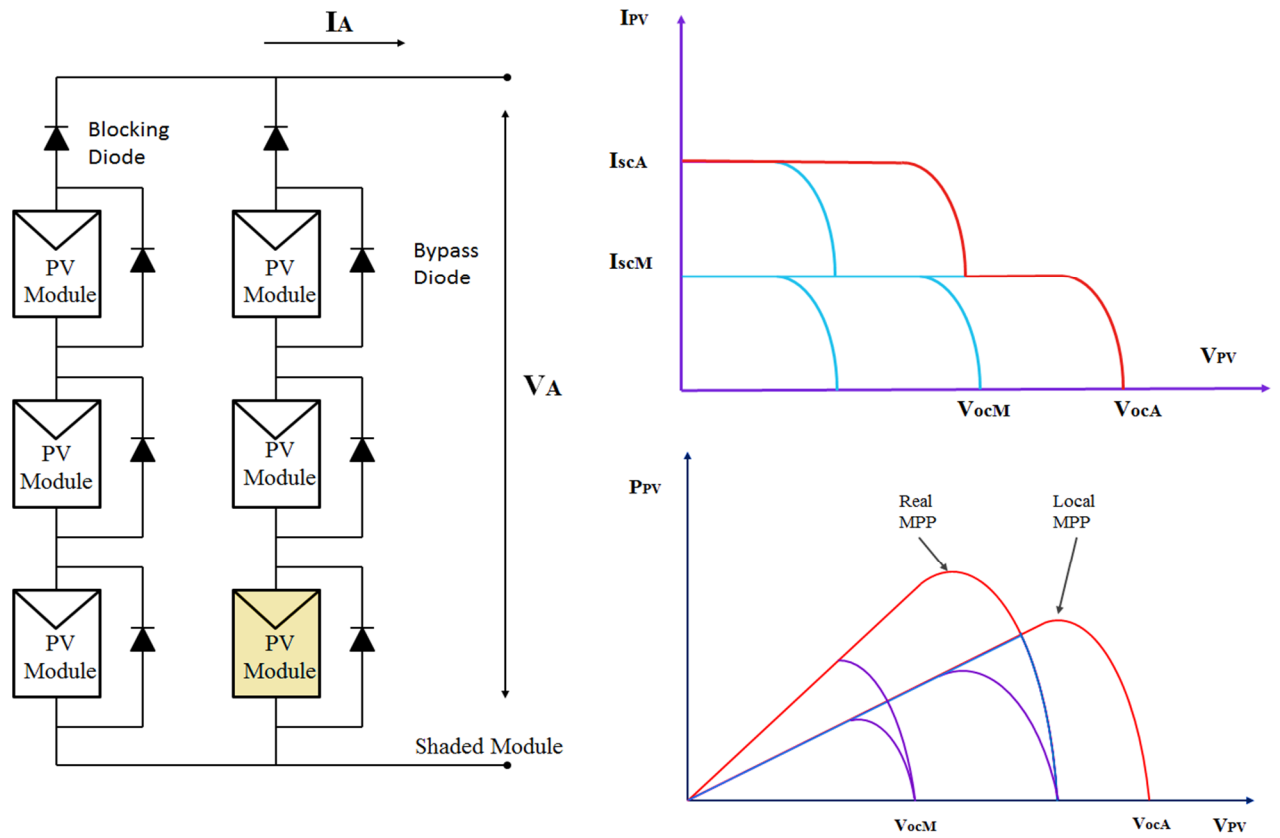 IA
Blocking
Diode
PV
Module
PV
Module
Bypass
Diode
PV
Module
PV
Module
VA
PV
Module
PV
Module
Shaded Module
IPV
IscA
IscM
VPV
VocM
VocA
PPV
Real
MPP
Local
MPP
VocM
VocA
VPV